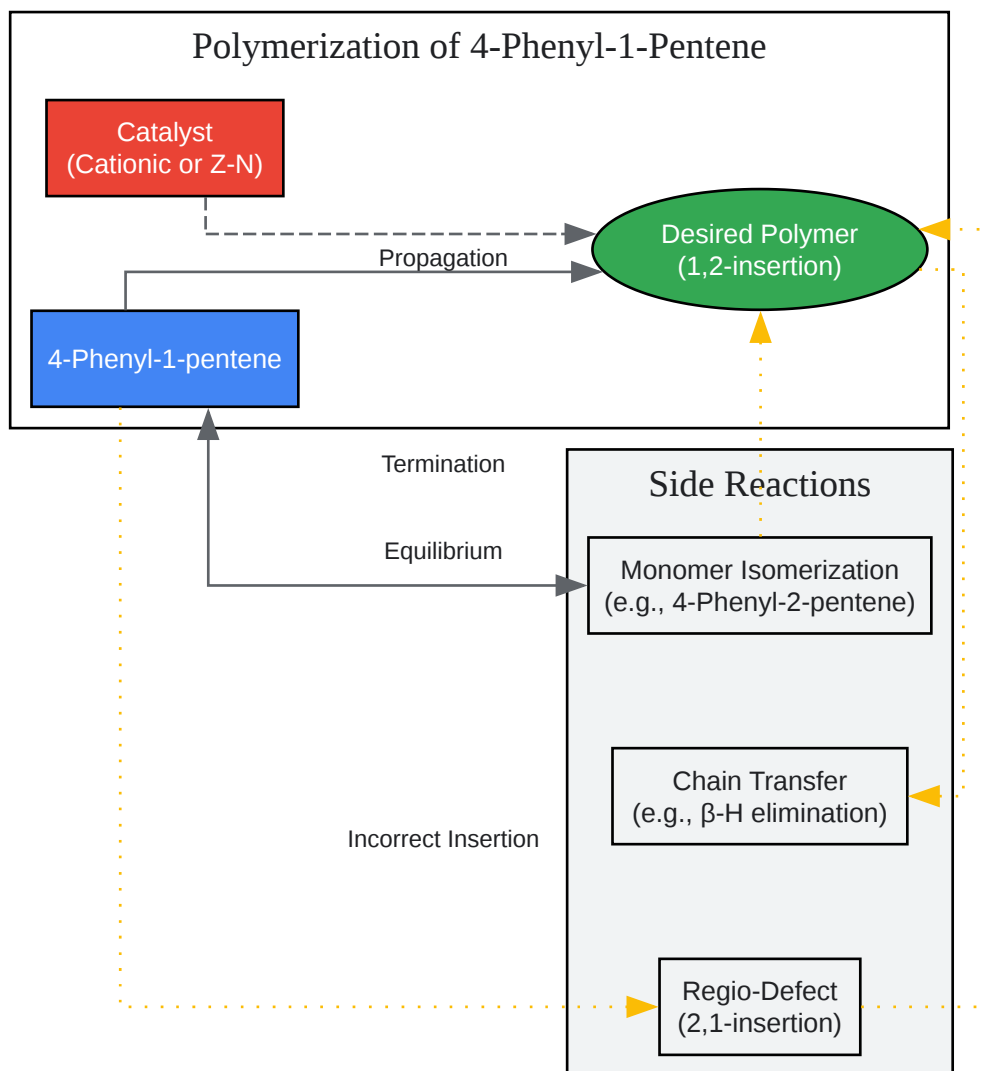 Polymerization of 4-Phenyl-1-Pentene
Catalyst
(Cationic or Z-N)
Desired Polymer
(1,2-insertion)
Propagation
4-Phenyl-1-pentene
Termination
Side Reactions
Equilibrium
Monomer Isomerization
(e.g., 4-Phenyl-2-pentene)
Chain Transfer
(e.g., β-H elimination)
Incorrect Insertion
Regio-Defect
(2,1-insertion)